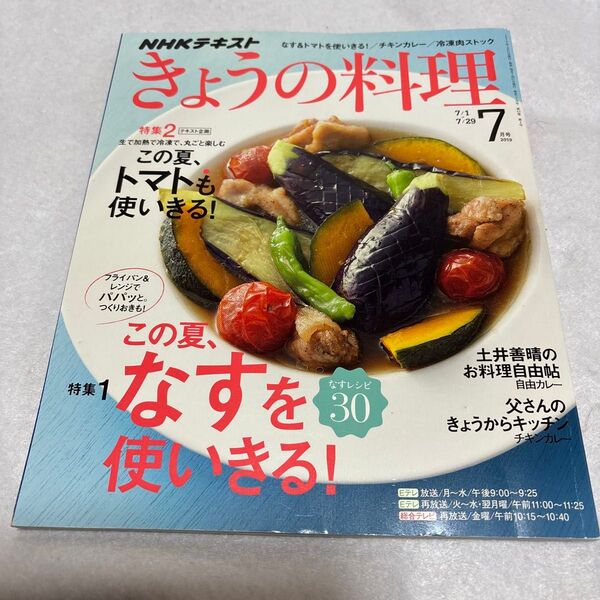 NHKテキスト
なす&トマトを使いきる!/チキンカレー/冷凍肉ストック
きょうの料理
7/1
7/29
7月号
2019
特集2 テキスト企画
生で加熱で冷凍で、丸ごと楽しむ
この夏、
トマトも
使いきる!
フライパン&
レンジで
パパッと。
つくりおきも!
この夏、
特集1 なすを
使いきる!
なすレシピ
30
土井善晴の
お料理自由帖
自由カレー
父さんの
きょうからキッチン
チキンカレー
Eテレ 放送/月~水/午後9:00~9:25
Eテレ 再放送/火~水・翌月曜/午前11:00~11:25
総合テレビ 再放送/金曜/午前10:15~10:40